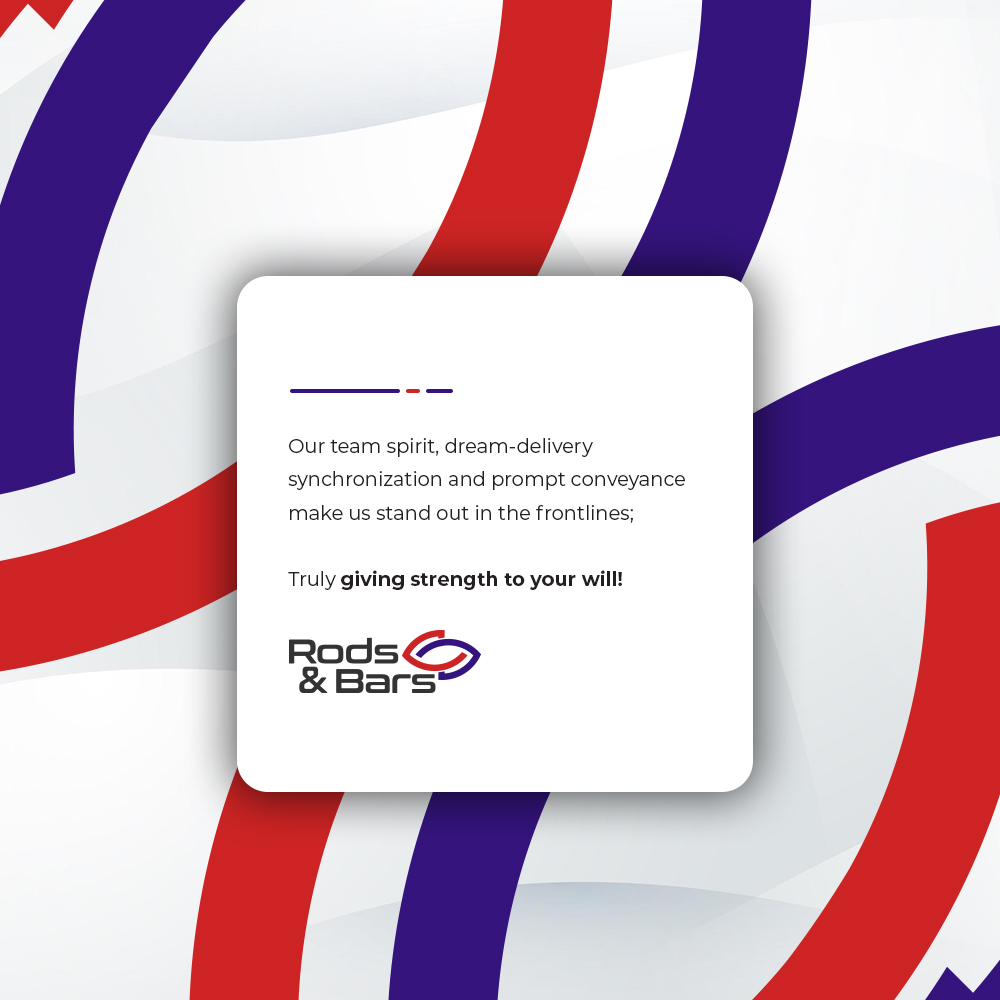 Our team spirit, dream-delivery
synchronization and prompt conveyance
make us stand out in the frontlines;
Truly giving strength to your will!
Rods
& Bars